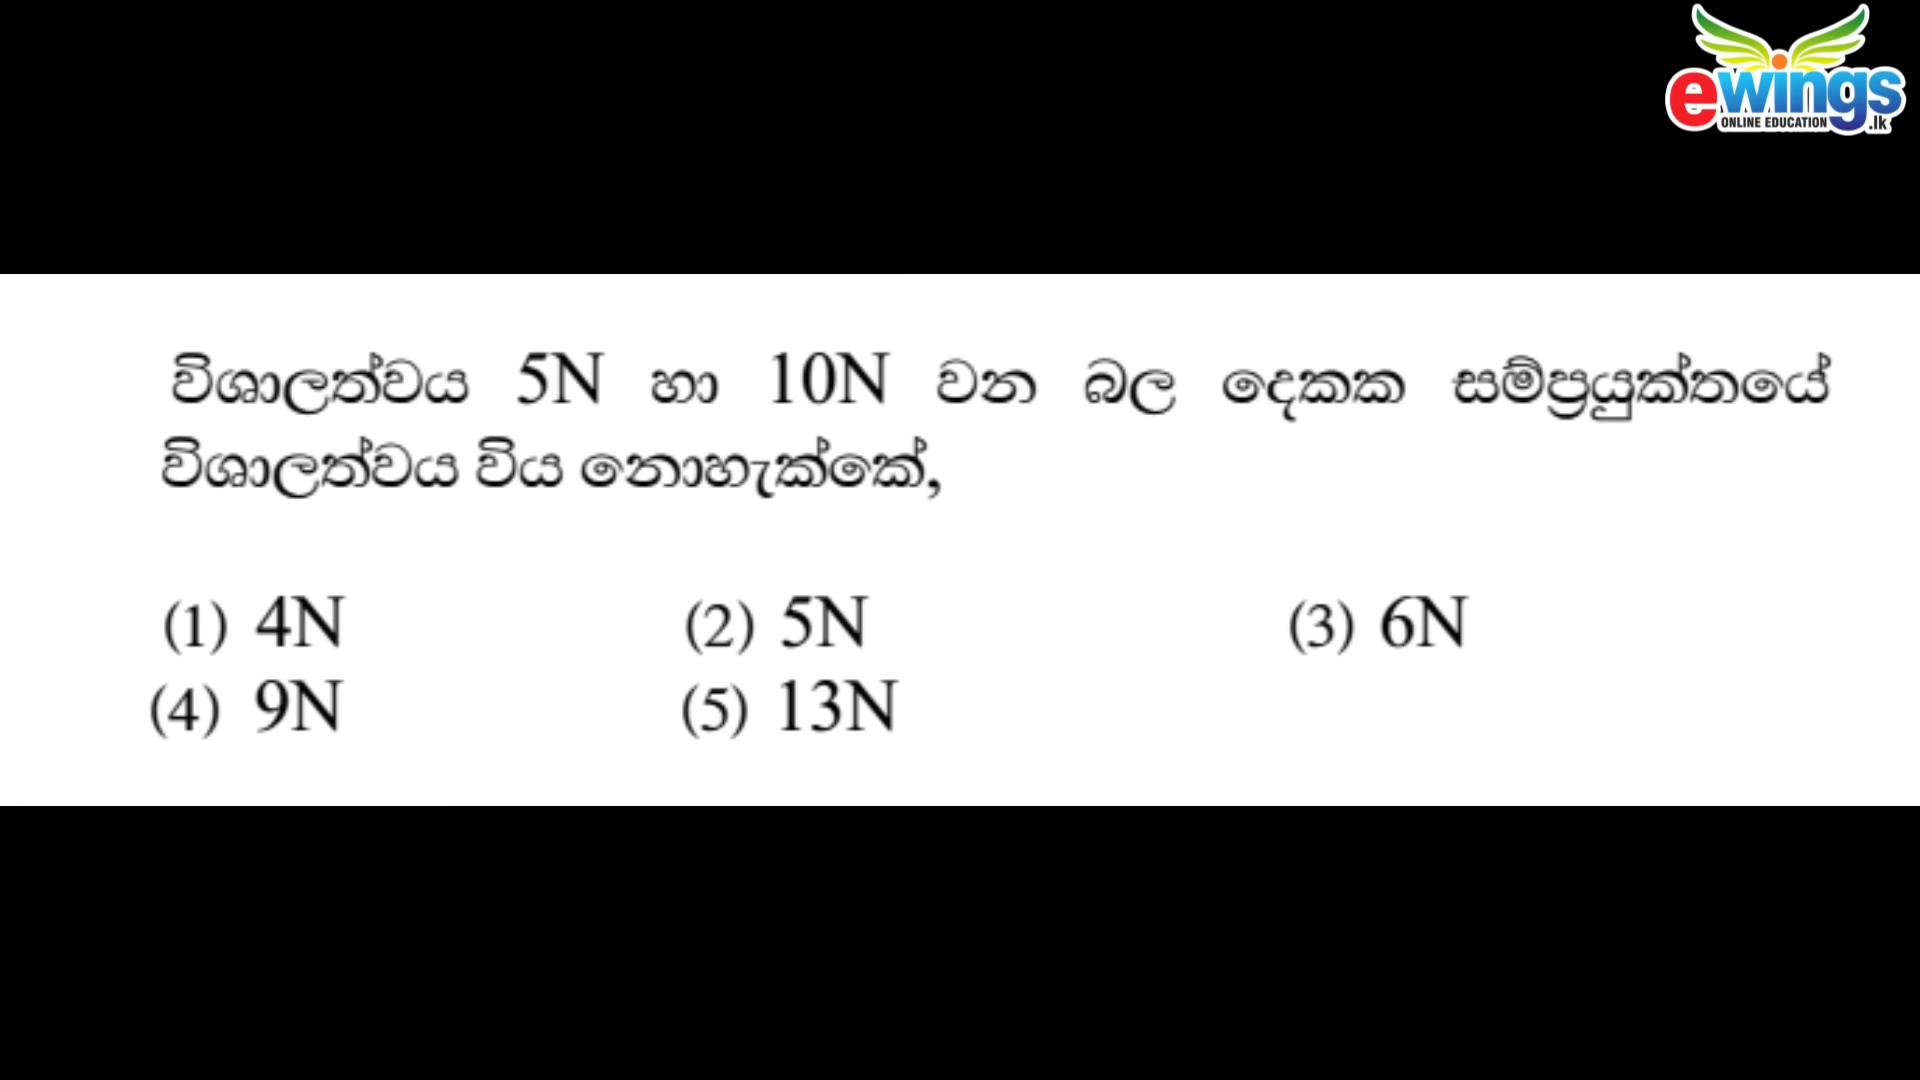 ewings
ONLINE EDUCATION .lk
විශාලත්වය 5N හා 10N වන බල දෙකක සම්ප්‍රයුක්තයේ
විශාලත්වය විය නොහැක්කේ,
(1) 4N (2) 5N (3) 6N
(4) 9N (5) 13N